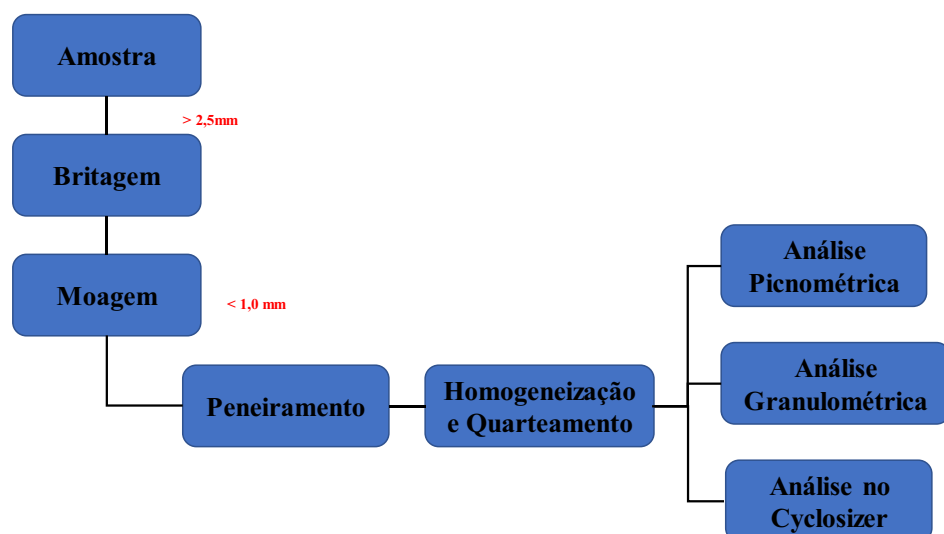 Amostra
> 2,5mm
Britagem
Moagem
< 1,0 mm
Peneiramento
Homogeneização
e Quarteamento
Análise
Picnométrica
Análise
Granulométrica
Análise no
Cyclosizer